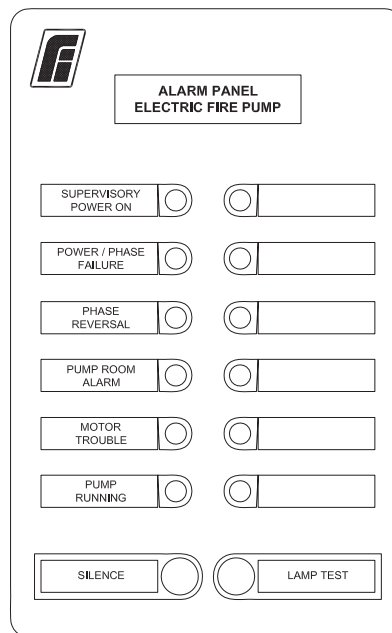 ALARM PANEL
ELECTRIC FIRE PUMP
SUPERVISORY
POWER ON
POWER / PHASE
FAILURE
PHASE
REVERSAL
PUMP ROOM
ALARM
MOTOR
TROUBLE
PUMP
RUNNING
SILENCE
LAMP TEST